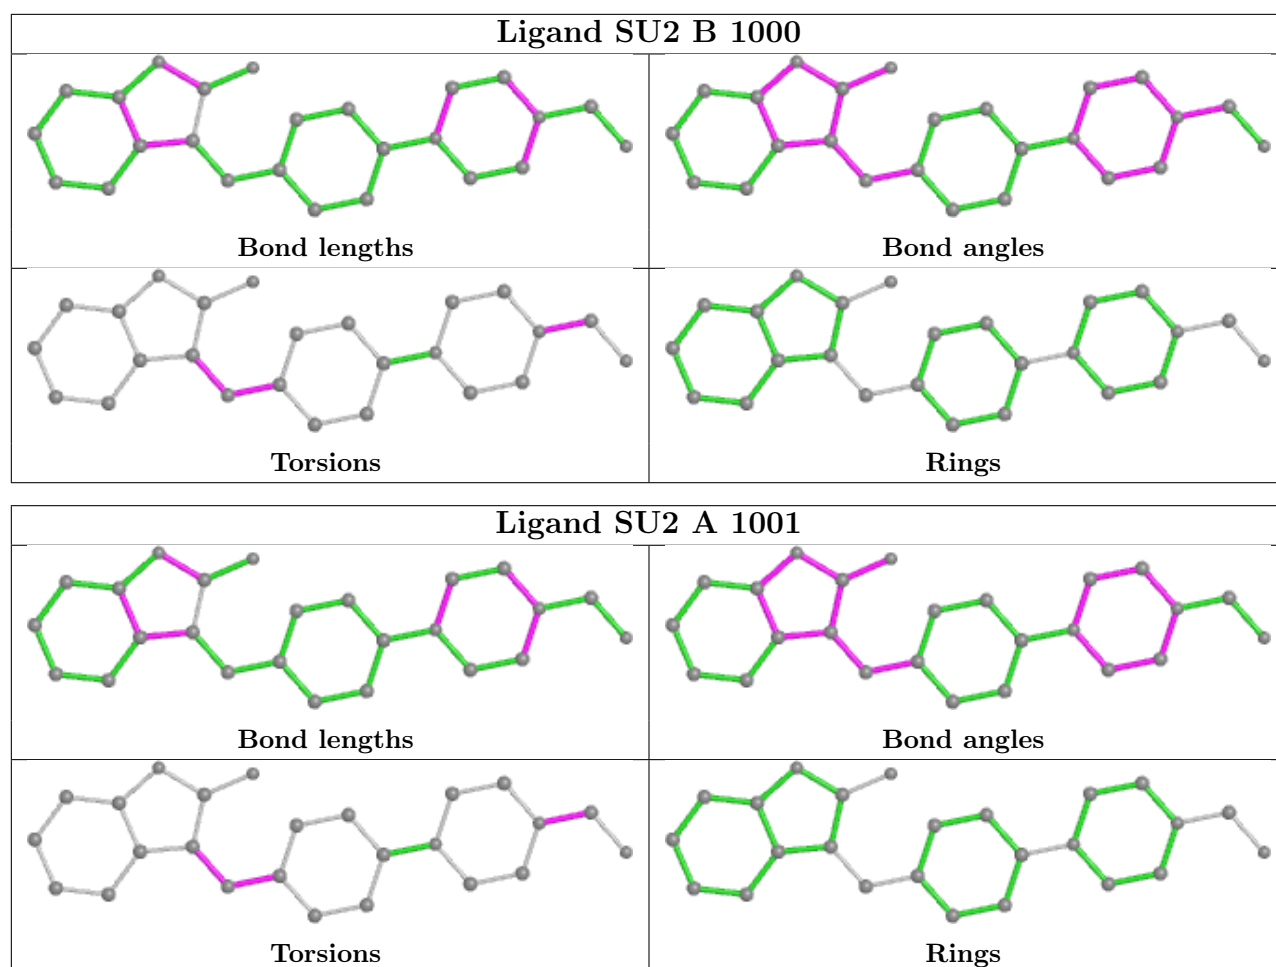 Ligand SU2 B 1000
Bond lengths
Bond angles
Torsions
Rings
Ligand SU2 A 1001
Bond lengths
Bond angles
Torsions
Rings